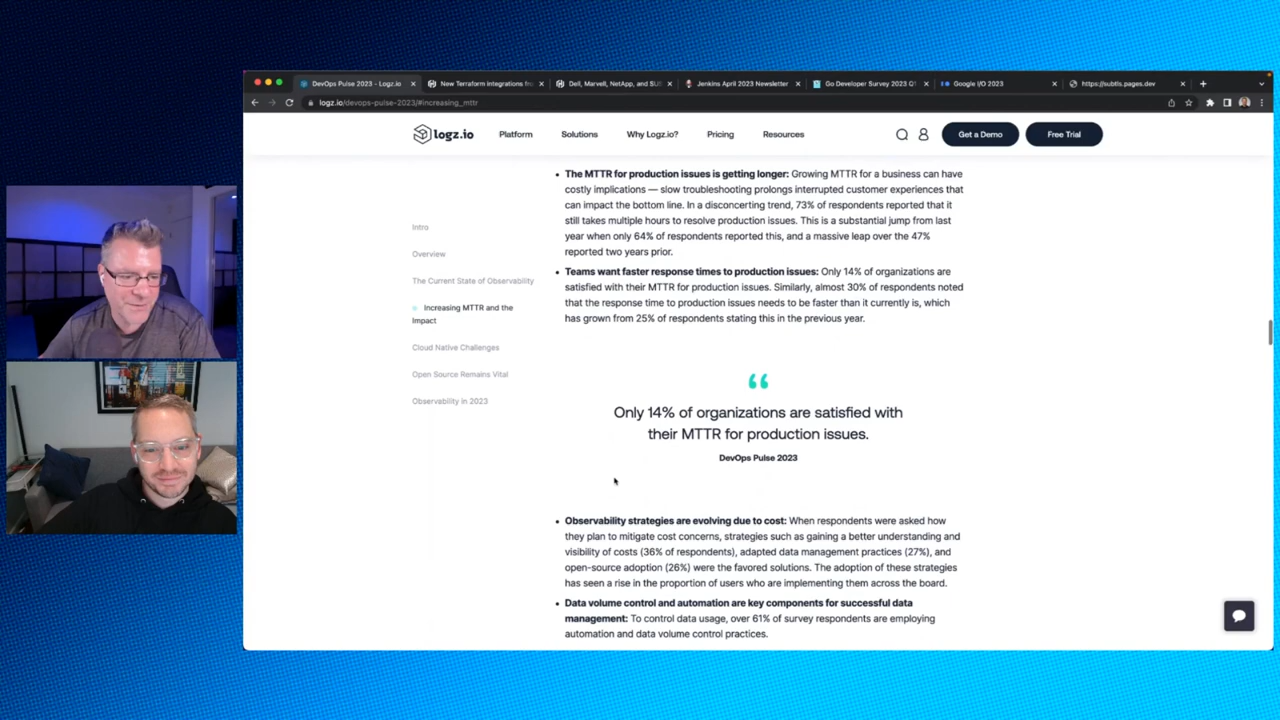 DevOps Pulse 2023 - Logz.io
New Terraform integrations fr
Dell, Marvell, NetApp, and SUS
Jenkins April 2023 Newsletter
Go Developer Survey 2023 Q1
Google I/O 2023
https://subtls.pages.dev
logz.io/devops-pulse-2023/#increasing_mttr
logz.io
Platform
Solutions
Why Logz.io?
Pricing
Resources
Get a Demo
Free Trial
Intro
Overview
The Current State of Observability
Increasing MTTR and the
Impact
Cloud Native Challenges
Open Source Remains Vital
Observability in 2023
• The MTTR for production issues is getting longer: Growing MTTR for a business can have
costly implications — slow troubleshooting prolongs interrupted customer experiences that
can impact the bottom line. In a disconcerting trend, 73% of respondents reported that it
still takes multiple hours to resolve production issues. This is a substantial jump from last
year when only 64% of respondents reported this, and a massive leap over the 47%
reported two years prior.
• Teams want faster response times to production issues: Only 14% of organizations are
satisfied with their MTTR for production issues. Similarly, almost 30% of respondents noted
that the response time to production issues needs to be faster than it currently is, which
has grown from 25% of respondents stating this in the previous year.
“
Only 14% of organizations are satisfied with
their MTTR for production issues.
DevOps Pulse 2023
• Observability strategies are evolving due to cost: When respondents were asked how
they plan to mitigate cost concerns, strategies such as gaining a better understanding and
visibility of costs (36% of respondents), adapted data management practices (27%), and
open-source adoption (26%) were the favored solutions. The adoption of these strategies
has seen a rise in the proportion of users who are implementing them across the board.
• Data volume control and automation are key components for successful data
management: To control data usage, over 61% of survey respondents are employing
automation and data volume control practices.